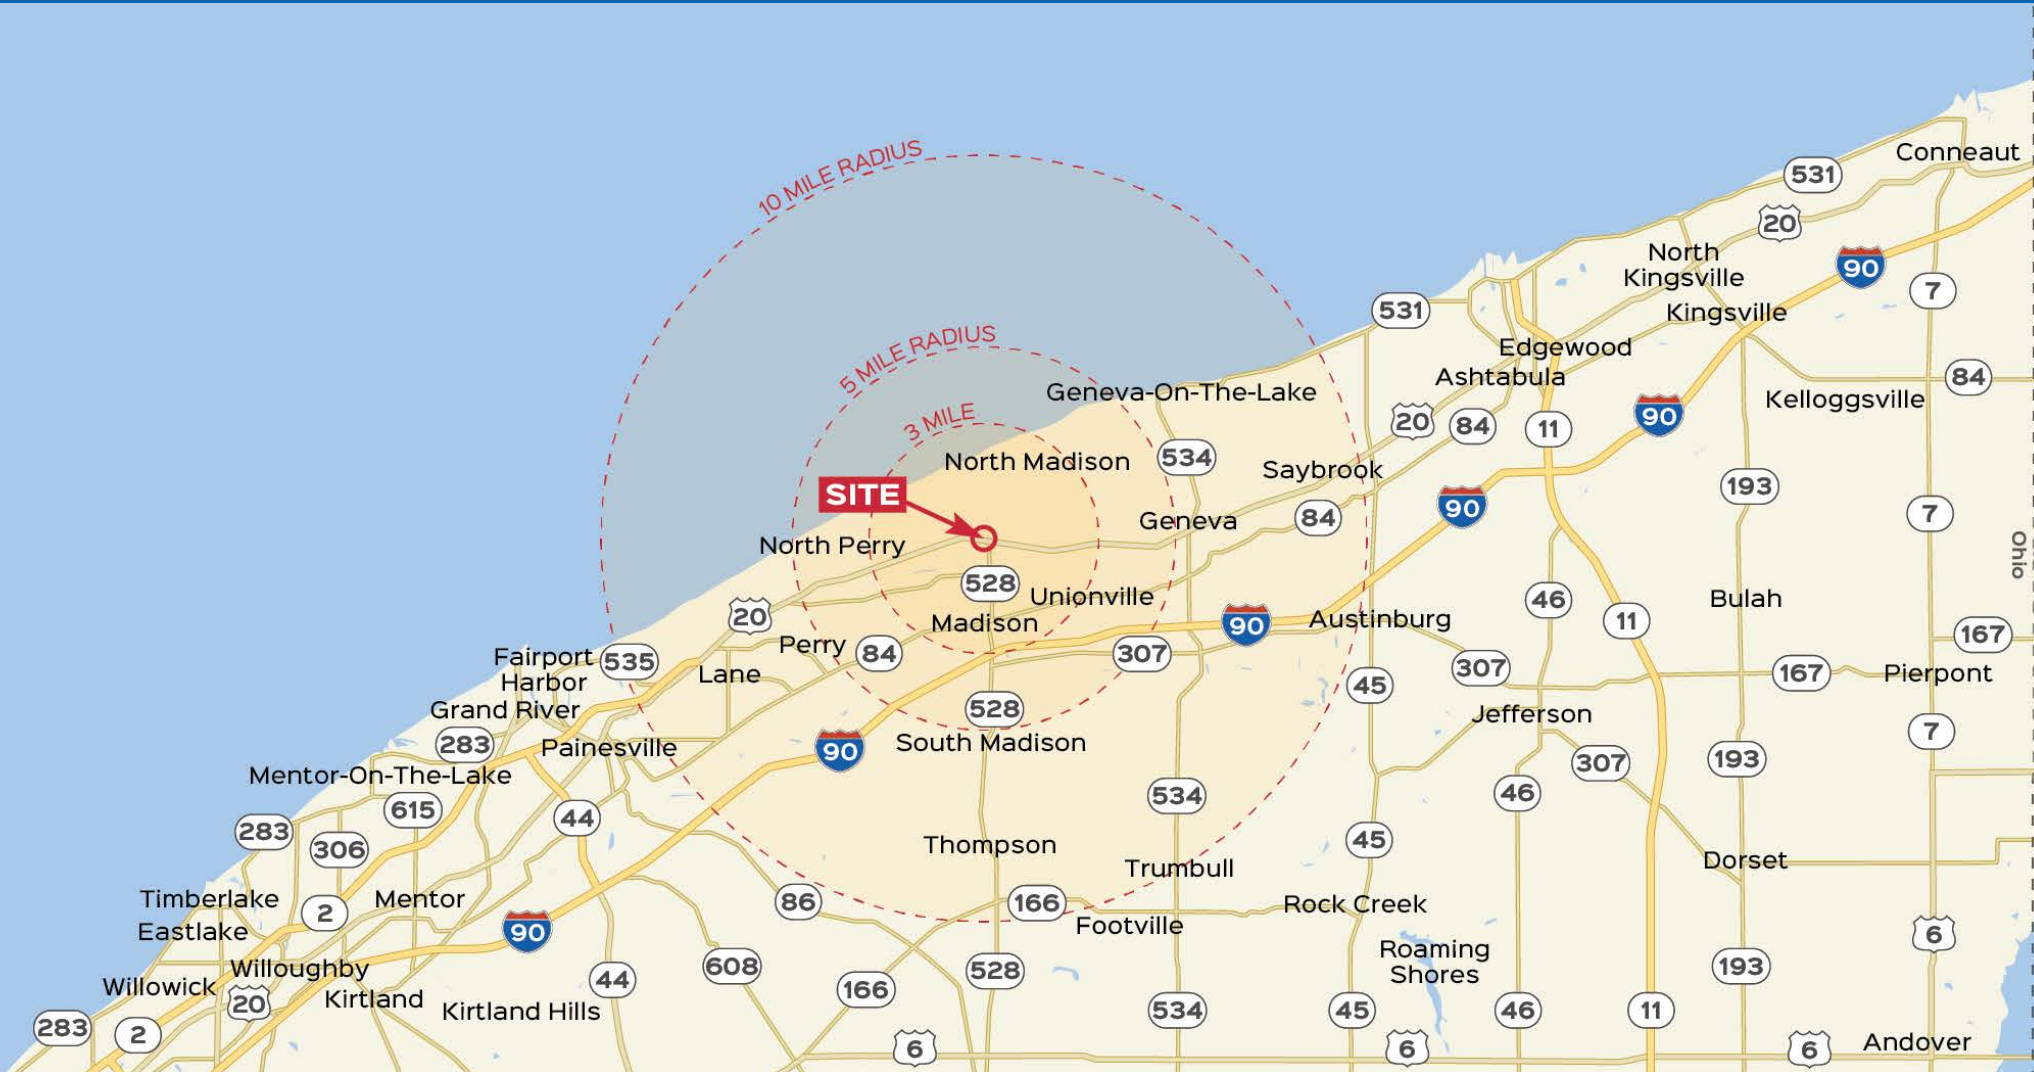 Conneaut
531
20
North
Kingsville
90
7
Kingsville
10 MILE RADIUS
531
Edgewood
Ashtabula
84
Kelloggsville
5 MILE RADIUS
Geneva-On-The-Lake
20
84
11
90
3 MILE
North Madison
534
Saybrook
193
SITE
90
84
7
Geneva
North Perry
Ohio
528
Unionville
46
Bulah
20
Madison
90
Austinburg
11
167
Perry
84
307
Fairport
Harbor
535
Lane
45
307
167
Pierpont
Grand River
528
Jefferson
7
283
Painesville
90
South Madison
307
193
Mentor-On-The-Lake
615
534
46
283
306
44
Thompson
45
Trumbull
Dorset
Timberlake
Mentor
2
86
166
Rock Creek
Eastlake
90
Footville
6
Willoughby
608
528
Roaming
Shores
193
Willowick
20
Kirtland
Kirtland Hills
44
166
283
2
534
45
46
11
6
6
6
Andover